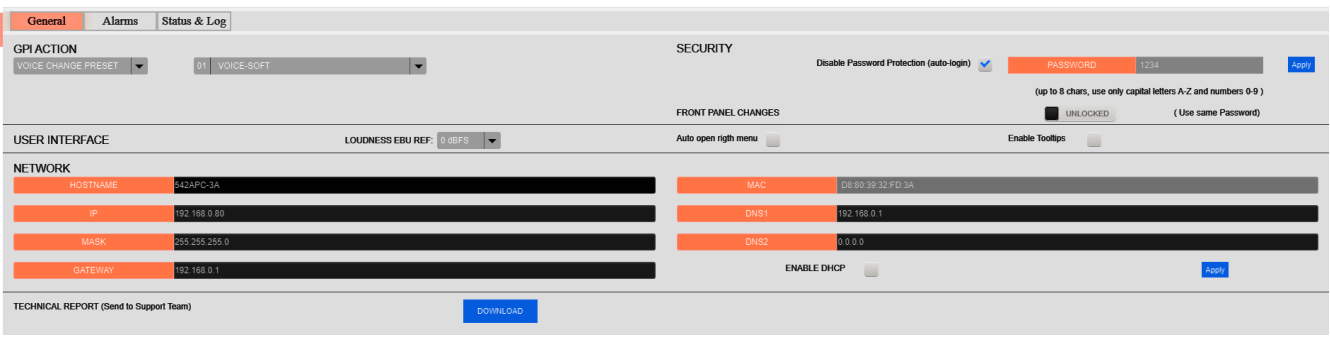 General Alarms Status & Log
GPI ACTION
VOICE CHANGE PRESET 01 VOICE-SOFT
SECURITY
Disable Password Protection (auto-login) PASSWORD 1234 Apply
(up to 8 chars, use only capital letters A-Z and numbers 0-9 )
FRONT PANEL CHANGES UNLOCKED ( Use same Password)
USER INTERFACE LOUDNESS EBU REF: 0 dBFS Auto open rigth menu Enable Tooltips
NETWORK
HOSTNAME 542APC-3A MAC D8:80:39:32:FD:3A
IP 192.168.0.80 DNS1 192.168.0.1
MASK 255.255.255.0 DNS2 0.0.0.0
GATEWAY 192.168.0.1 ENABLE DHCP Apply
TECHNICAL REPORT (Send to Support Team) DOWNLOAD